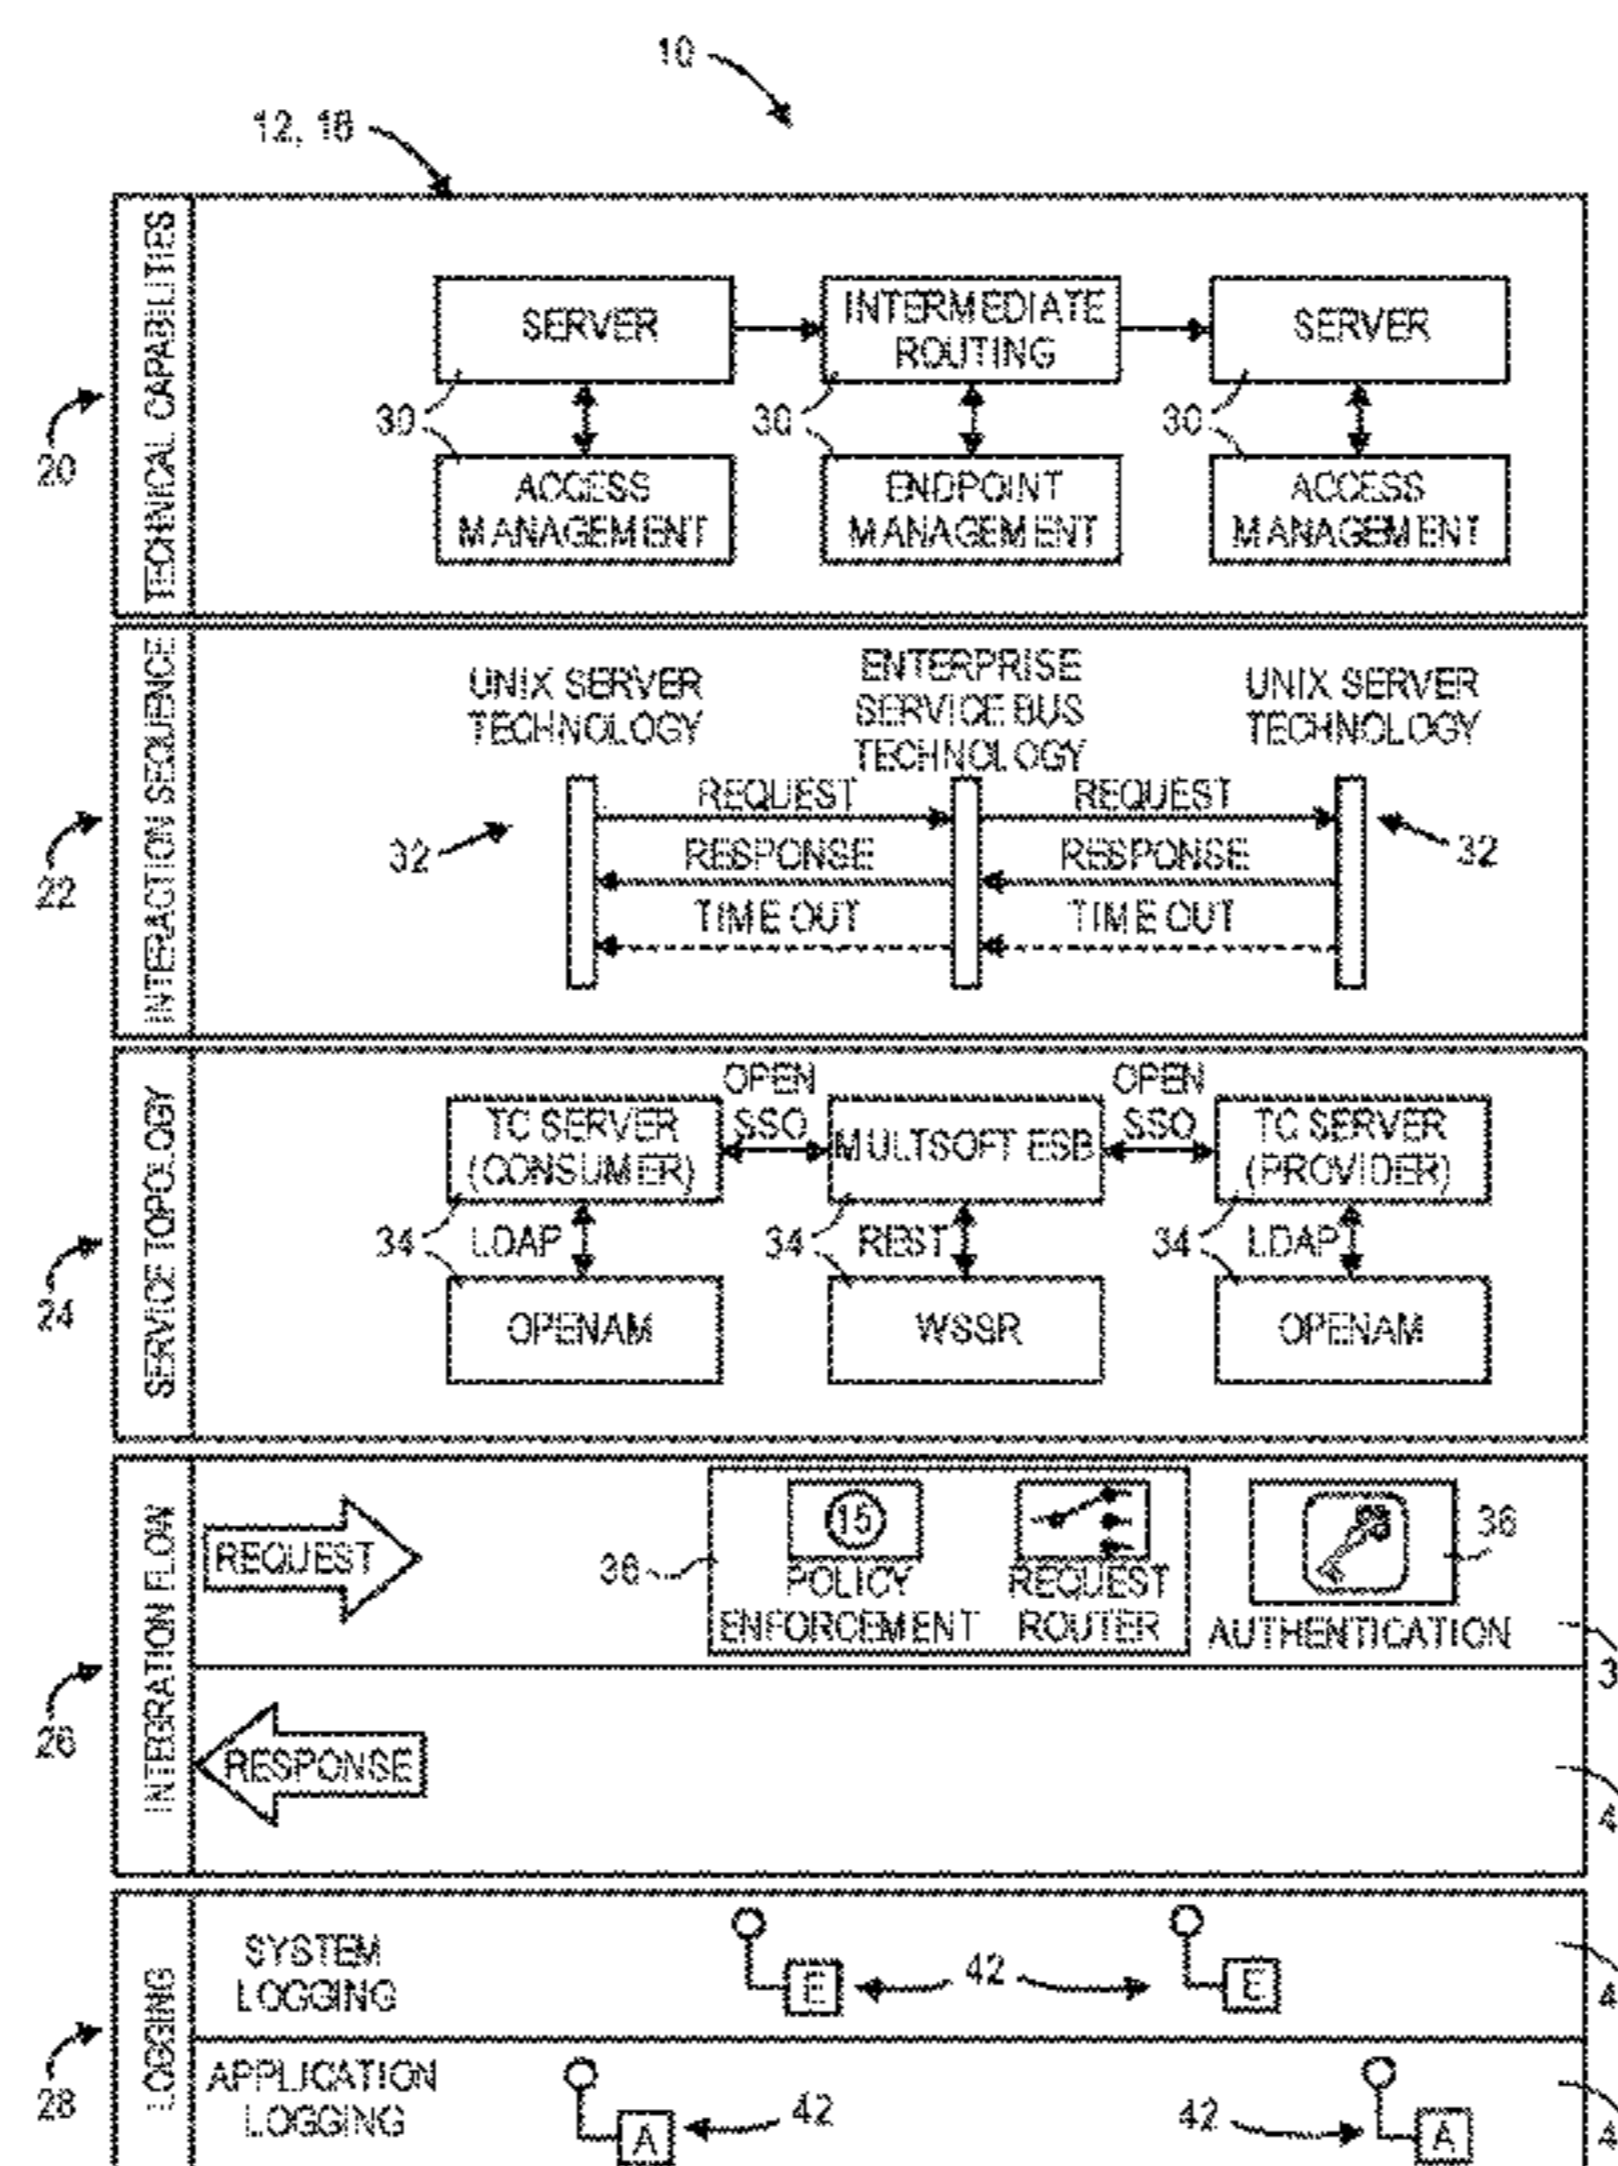 10
12, 18
TECHNICAL CAPABILITIES
20
SERVER
INTERMEDIATE
ROUTING
SERVER
30
30
30
ACCESS
MANAGEMENT
ENDPOINT
MANAGEMENT
ACCESS
MANAGEMENT
INTERACTION SEQUENCE
22
UNIX SERVER
TECHNOLOGY
ENTERPRISE
SERVICE BUS
TECHNOLOGY
UNIX SERVER
TECHNOLOGY
REQUEST
REQUEST
32
RESPONSE
RESPONSE
32
TIME OUT
TIME OUT
SERVICE TOPOLOGY
24
OPEN
SSO
OPEN
SSO
TC SERVER
(CONSUMER)
MULTSOFT ESB
TC SERVER
(PROVIDER)
34
LDAP
34
REST
34
LDAP
OPENAM
WSSR
OPENAM
INTEGRATION FLOW
26
REQUEST
36
15
POLICY
ENFORCEMENT
REQUEST
ROUTER
36
AUTHENTICATION
3
RESPONSE
4
LOGGING
28
SYSTEM
LOGGING
E
42
E
4
APPLICATION
LOGGING
A
42
42
A
4